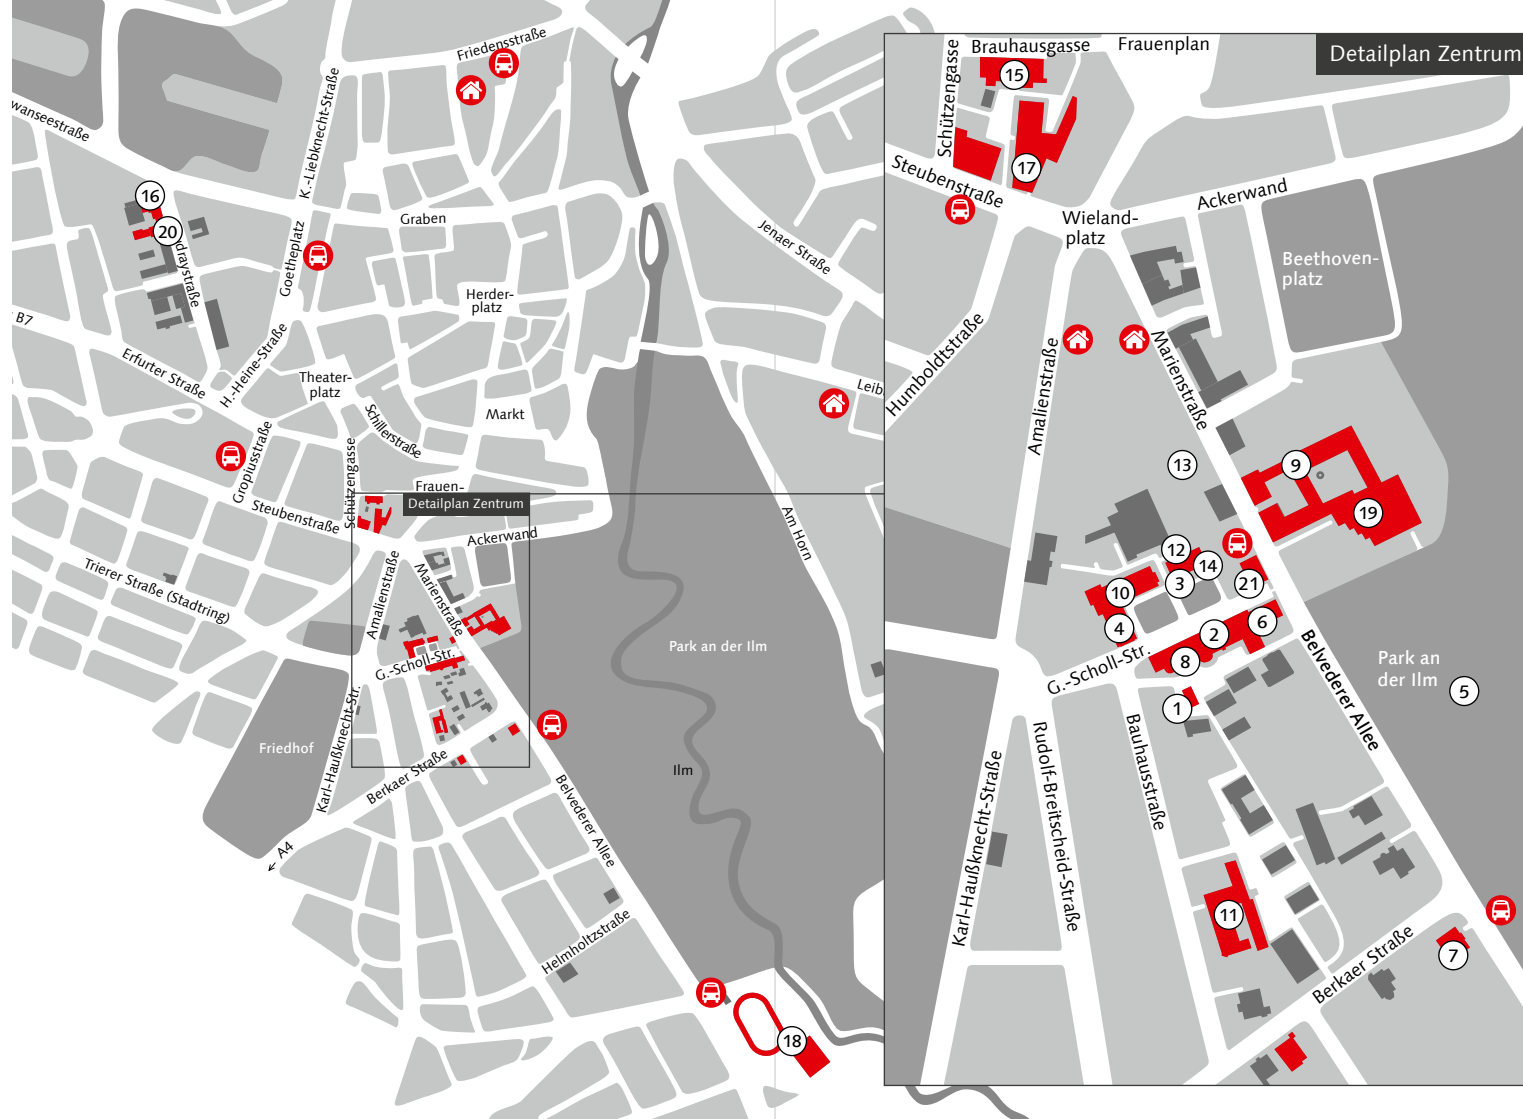 Friedensstraße
K.-Liebknecht-Straße
wanseestraße
16
20
draystraße
Goetheplatz
Graben
Jenaer Straße
Herder-
platz
B7
Erfurter Straße
H.-Heine-Straße
Theater-
platz
Schillerstraße
Markt
Leib
Gropiusstraße
Schützengasse
Frauen-
Detailplan Zentrum
Steubenstraße
Ackerwand
Am Horn
Trierer Straße (Stadtring)
Amalienstraße
Marienstraße
G.-Scholl-Str.
Park an der Ilm
Friedhof
Karl-Haußknecht-Str.
Berkaer Straße
Ilm
Belvederer Allee
← A4
Helmholtzstraße
18
Detailplan Zentrum
Brauhausgasse
Frauenplan
Schützengasse
15
17
Steubenstraße
Wieland-
platz
Ackerwand
Beethoven-
platz
Humboldtstraße
Amalienstraße
Marienstraße
13
9
19
12
14
10
3
21
4
2
6
8
G.-Scholl-Str.
1
Belvederer Allee
Park an
der Ilm
5
Karl-Haußknecht-Straße
Rudolf-Breitscheid-Straße
Bauhausstraße
11
Berkaer Straße
7